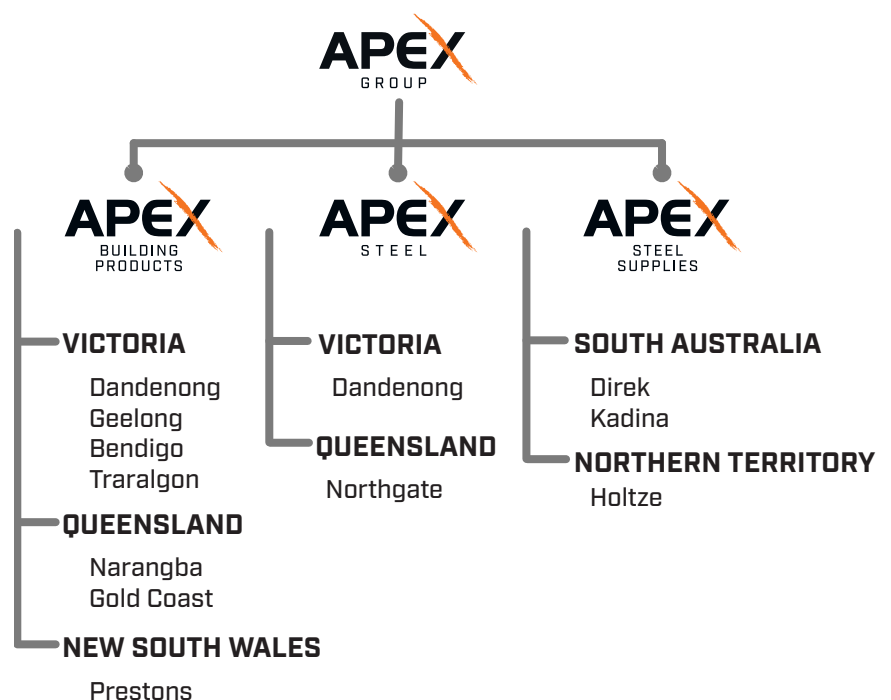 APEX
GROUP
APEX
BUILDING
PRODUCTS
VICTORIA
Dandenong
Geelong
Bendigo
Traralgon
QUEENSLAND
Narangba
Gold Coast
NEW SOUTH WALES
Prestons
APEX
STEEL
VICTORIA
Dandenong
QUEENSLAND
Northgate
APEX
STEEL
SUPPLIES
SOUTH AUSTRALIA
Direk
Kadina
NORTHERN TERRITORY
Holtze